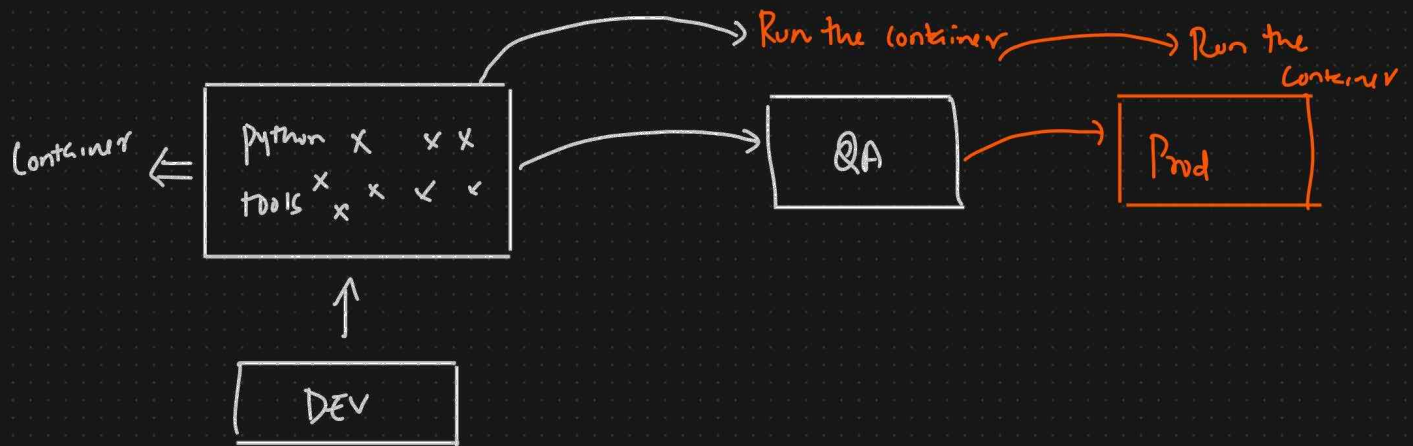 Run the container
Run the
container
Container
Python x x x
tools x x x x x
QA
Prod
DEV